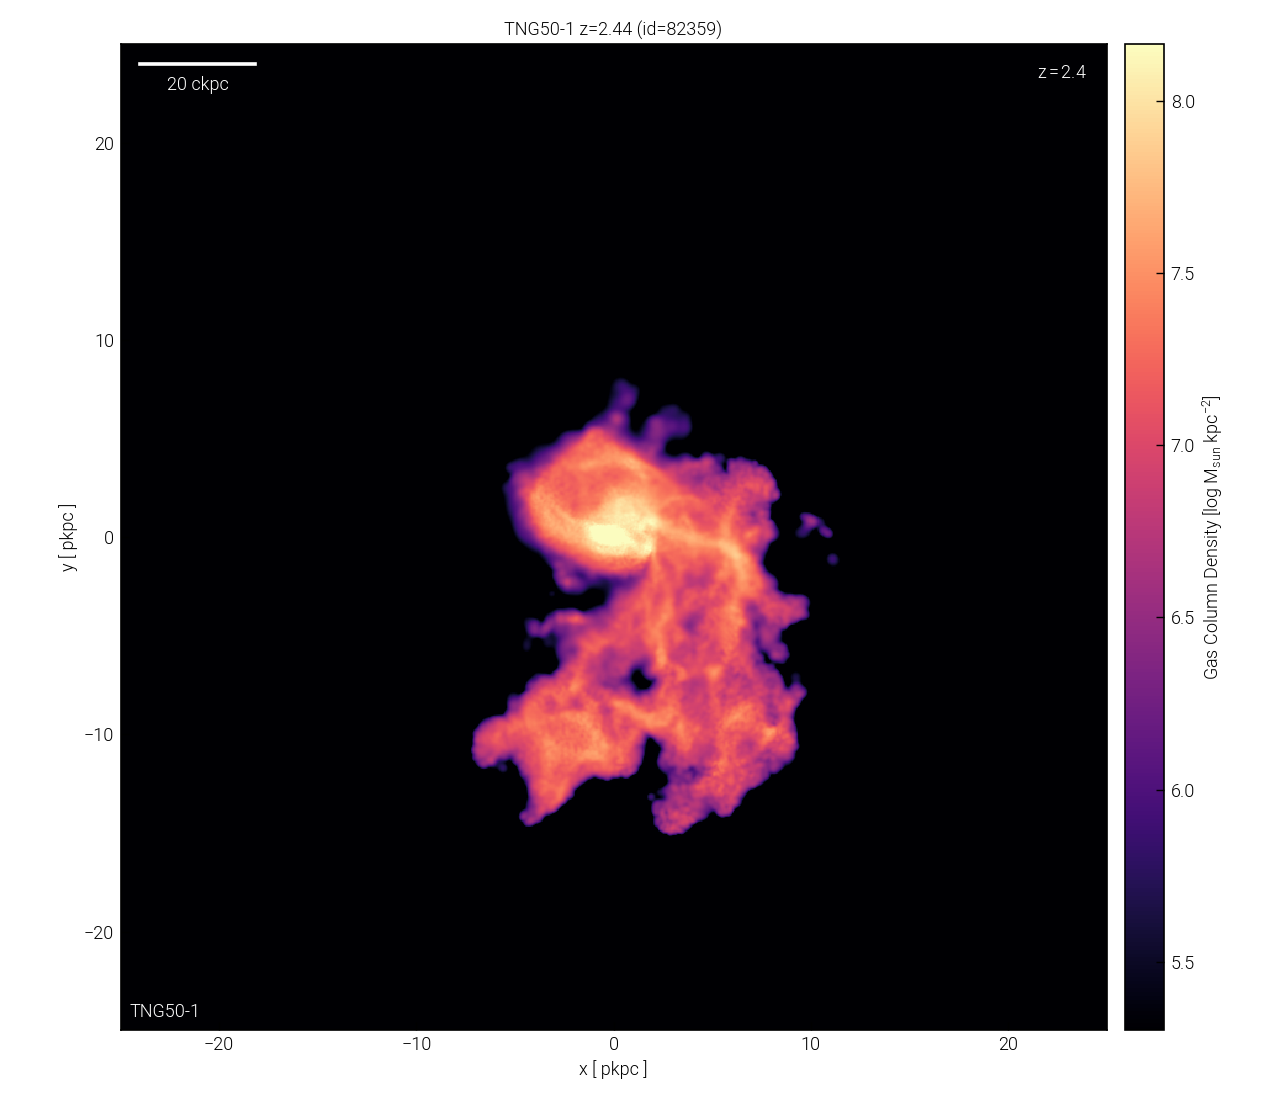 TNG50-1 z=2.44 (id=82359)
20 ckpc
z=2.4
TNG50-1
20
10
0
−10
−20
y [ pkpc ]
−20
−10
0
10
20
x [ pkpc ]
8.0
7.5
7.0
6.5
6.0
5.5
Gas Column Density [log M_sun kpc⁻²]